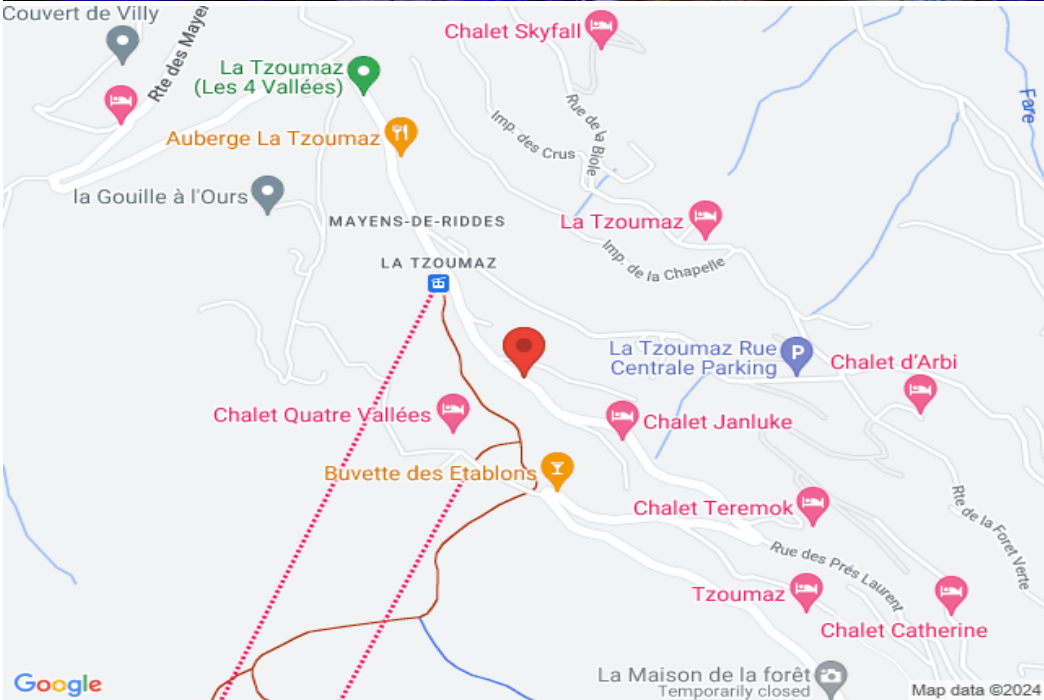 Couvert de Villy
Rte des Mayen
Chalet Skyfall
La Tzoumaz
(Les 4 Vallées)
Auberge La Tzoumaz
Imp. des Crus
Rue de la Biole
Fare
la Gouille à l'Ours
MAYENS-DE-RIDDES
La Tzoumaz
LA TZOUMAZ
Imp. de la Chapelle
La Tzoumaz Rue
Centrale Parking
P
Chalet d'Arbi
Chalet Quatre Vallées
Chalet Janluke
Buvette des Etablons
Chalet Teremok
Rte de la Foret Verte
Rue des Prés Laurent
Tzoumaz
Chalet Catherine
La Maison de la forêt
Temporarily closed
Google
Map data ©2024